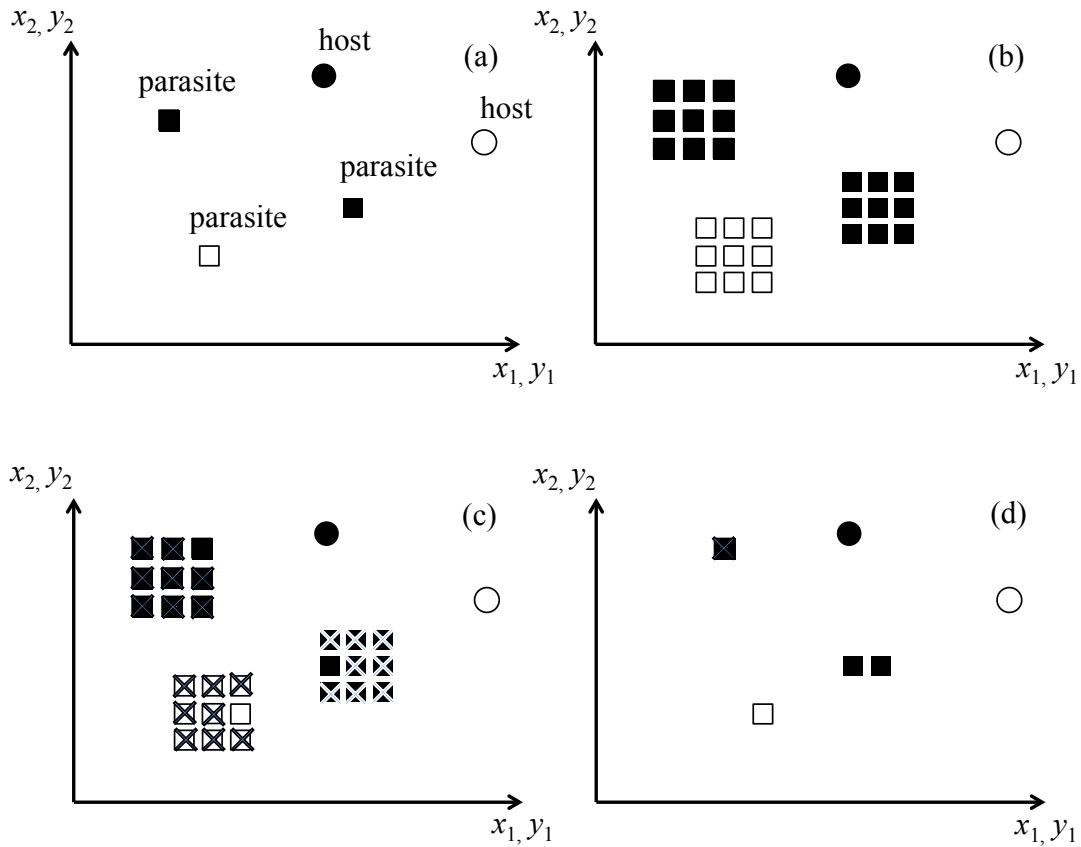 x2, y2
host
(a)
parasite
host
parasite
parasite
x1, y1
x2, y2
(b)
x1, y1
x2, y2
(c)
x1, y1
x2, y2
(d)
x1, y1